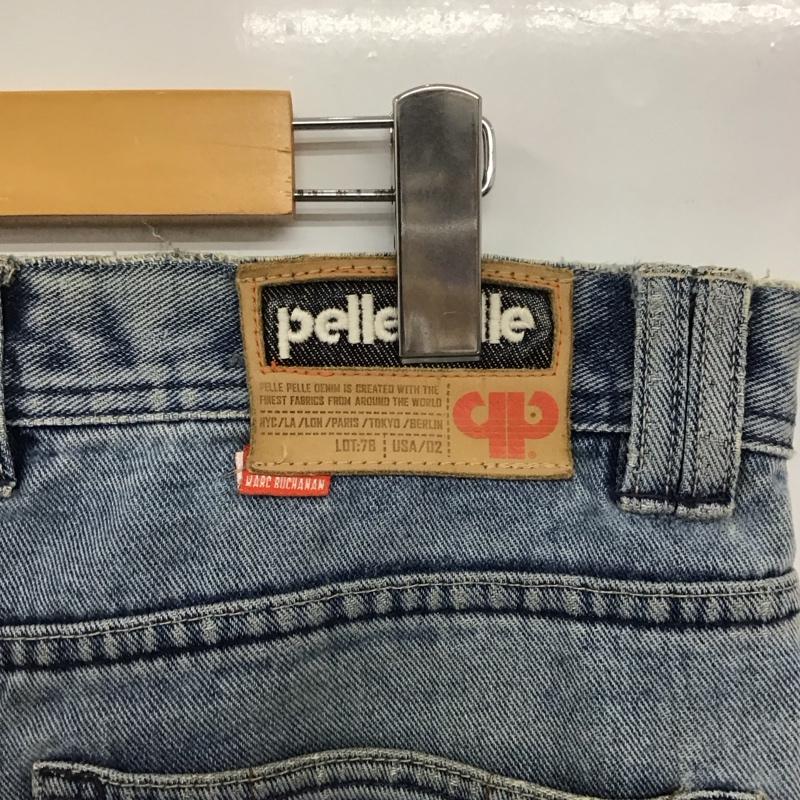 pelle lle
PELLE PELLE DENIM IS CREATED WITH THE
FINEST FABRICS FROM AROUND THE WORLD
NYC/LA/LON/PARIS/TOKYO/BERLIN
LOT:78 USA/02
MARC BUCHANAN